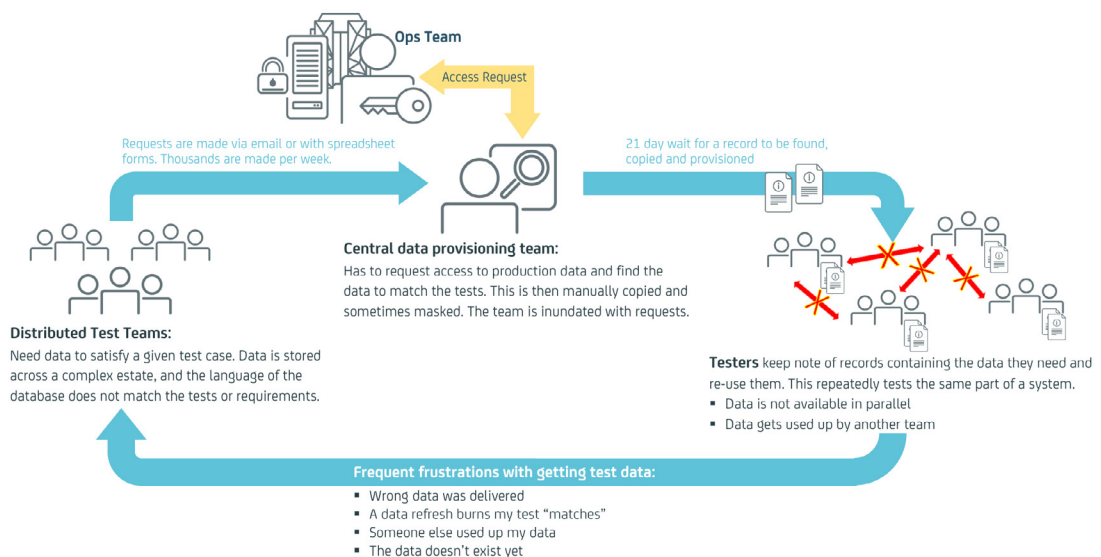 Ops Team
Access Request
Requests are made via email or with spreadsheet
forms. Thousands are made per week.
21 day wait for a record to be found,
copied and provisioned
Central data provisioning team:
Has to request access to production data and find the
data to match the tests. This is then manually copied and
sometimes masked. The team is inundated with requests.
Distributed Test Teams:
Need data to satisfy a given test case. Data is stored
across a complex estate, and the language of the
database does not match the tests or requirements.
Testers keep note of records containing the data they need and
re-use them. This repeatedly tests the same part of a system.
▪ Data is not available in parallel
▪ Data gets used up by another team
Frequent frustrations with getting test data:
▪ Wrong data was delivered
▪ A data refresh burns my test “matches”
▪ Someone else used up my data
▪ The data doesn’t exist yet